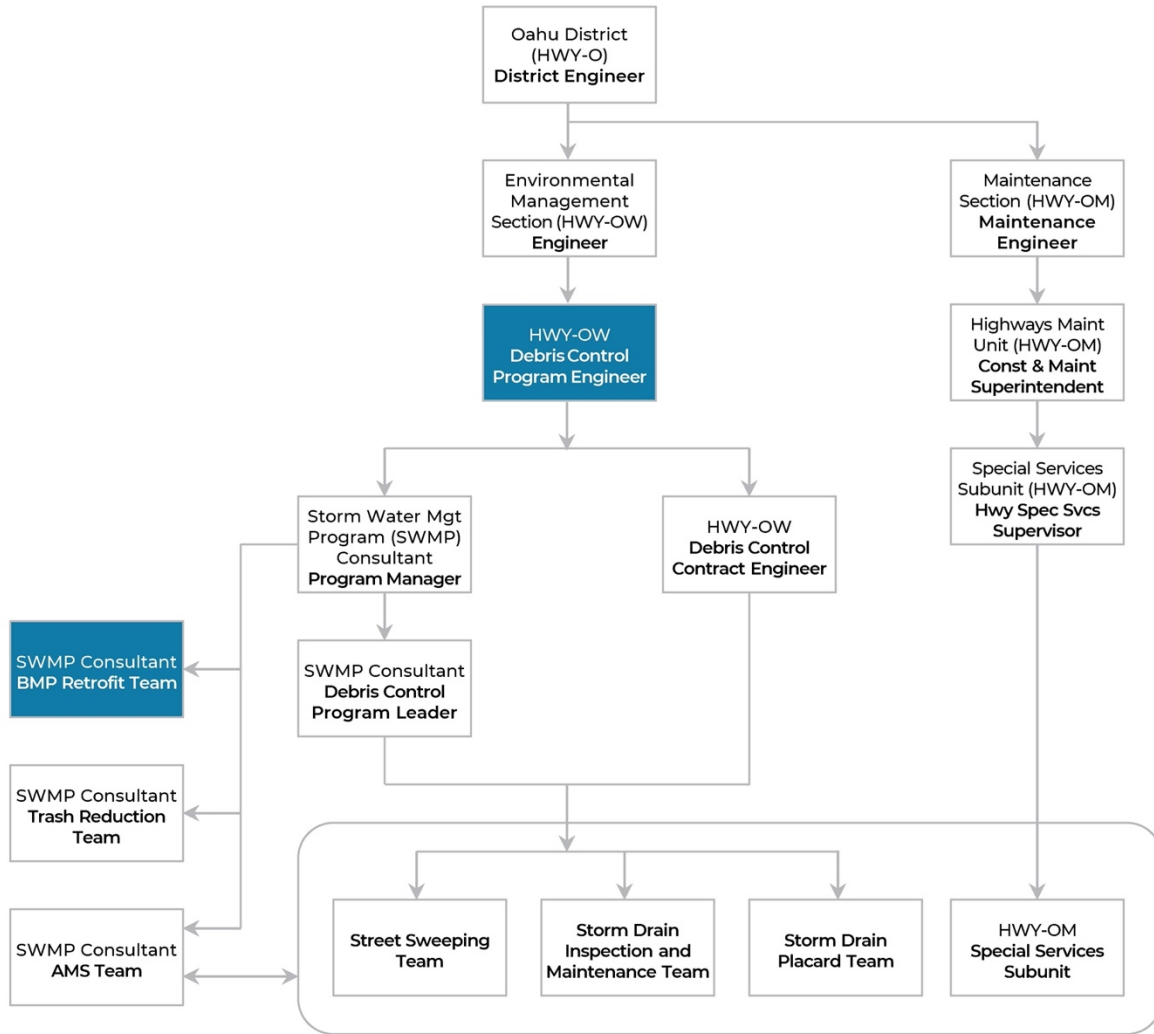 Oahu District
(HWY-O)
District Engineer
Environmental
Management
Section (HWY-OW)
Engineer
Maintenance
Section (HWY-OM)
Maintenance
Engineer
HWY-OW
Debris Control
Program Engineer
Highways Maint
Unit (HWY-OM)
Const & Maint
Superintendent
Storm Water Mgt
Program (SWMP)
Consultant
Program Manager
HWY-OW
Debris Control
Contract Engineer
Special Services
Subunit (HWY-OM)
Hwy Spec Svcs
Supervisor
SWMP Consultant
BMP Retrofit Team
SWMP Consultant
Debris Control
Program Leader
SWMP Consultant
Trash Reduction
Team
SWMP Consultant
AMS Team
Street Sweeping
Team
Storm Drain
Inspection and
Maintenance Team
Storm Drain
Placard Team
HWY-OM
Special Services
Subunit